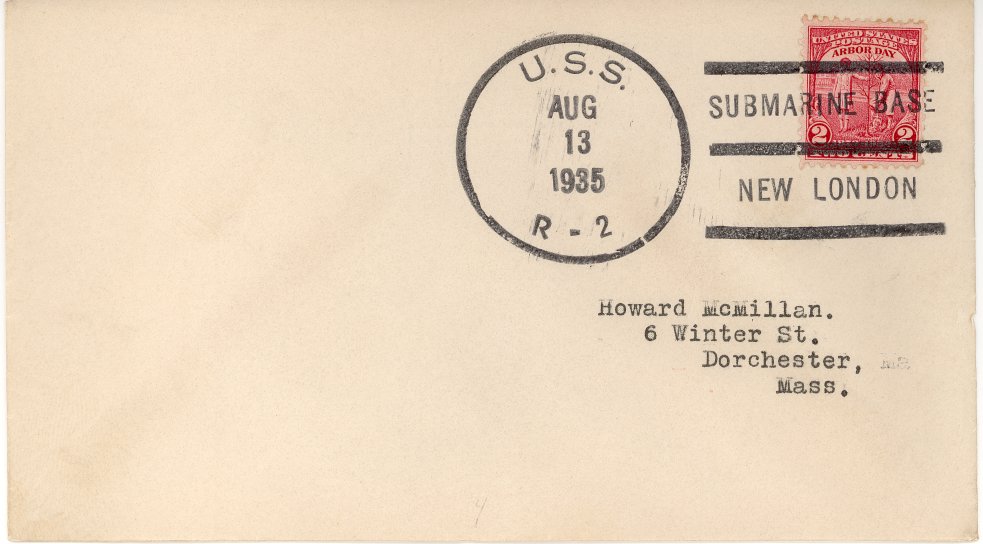 U.S.S.
AUG
13
1935
R - 2
UNITED STATES
POSTAGE
ARBOR DAY
2 2
CENTS
SUBMARINE BASE
NEW LONDON
Howard McMillan.
6 Winter St.
Dorchester,
Mass.